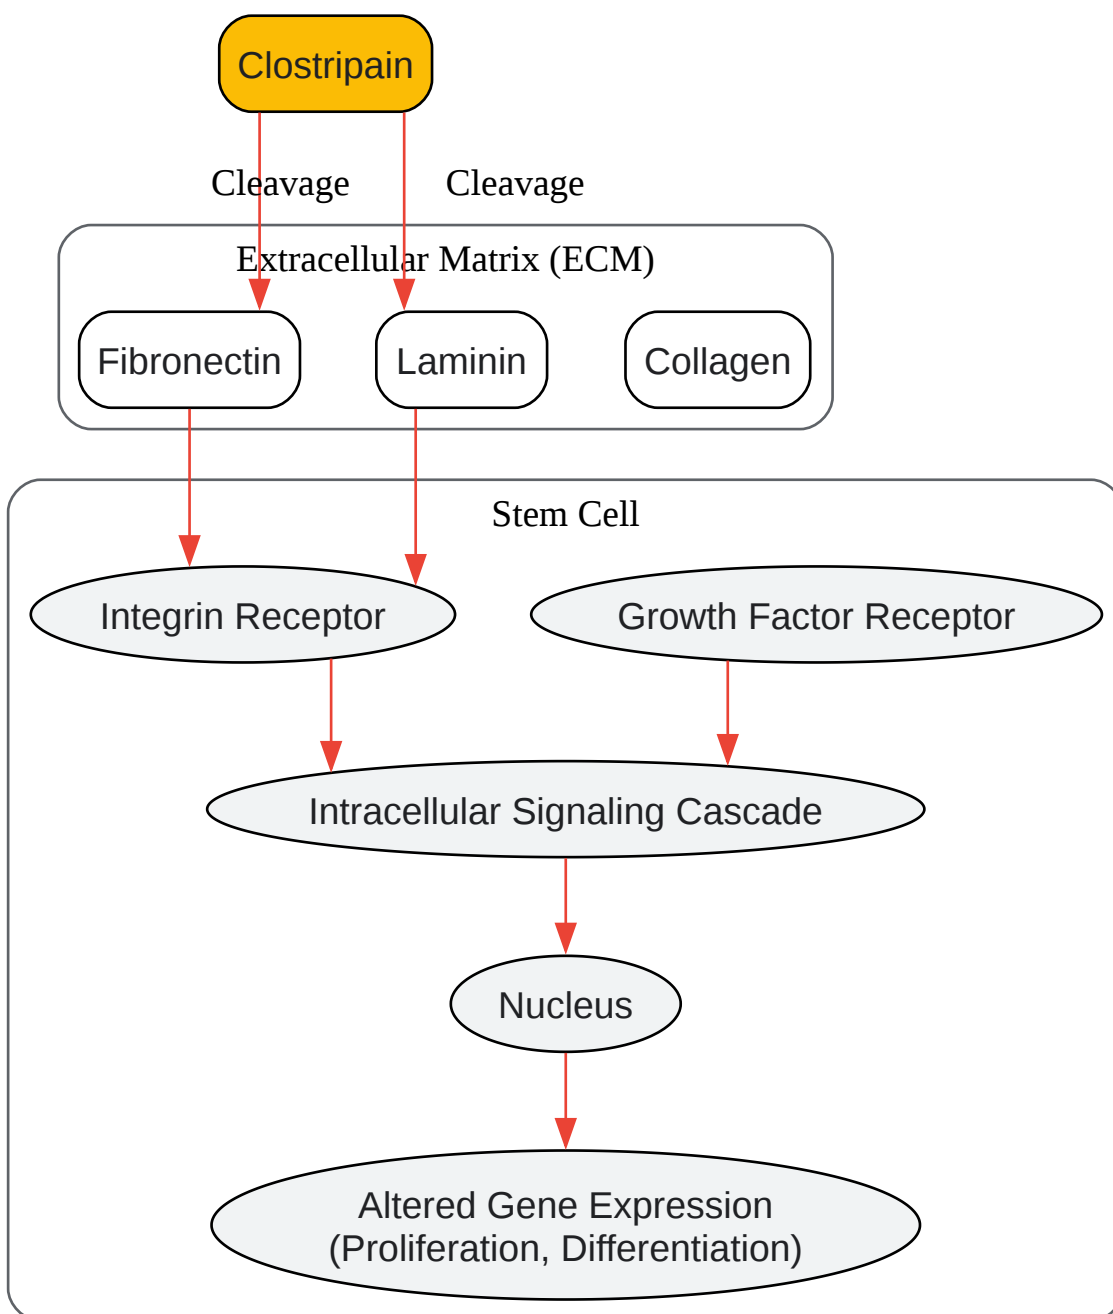 Clostripain
Cleavage
Cleavage
Extracellular Matrix (ECM)
Fibronectin
Laminin
Collagen
Stem Cell
Integrin Receptor
Growth Factor Receptor
Intracellular Signaling Cascade
Nucleus
Altered Gene Expression
(Proliferation, Differentiation)